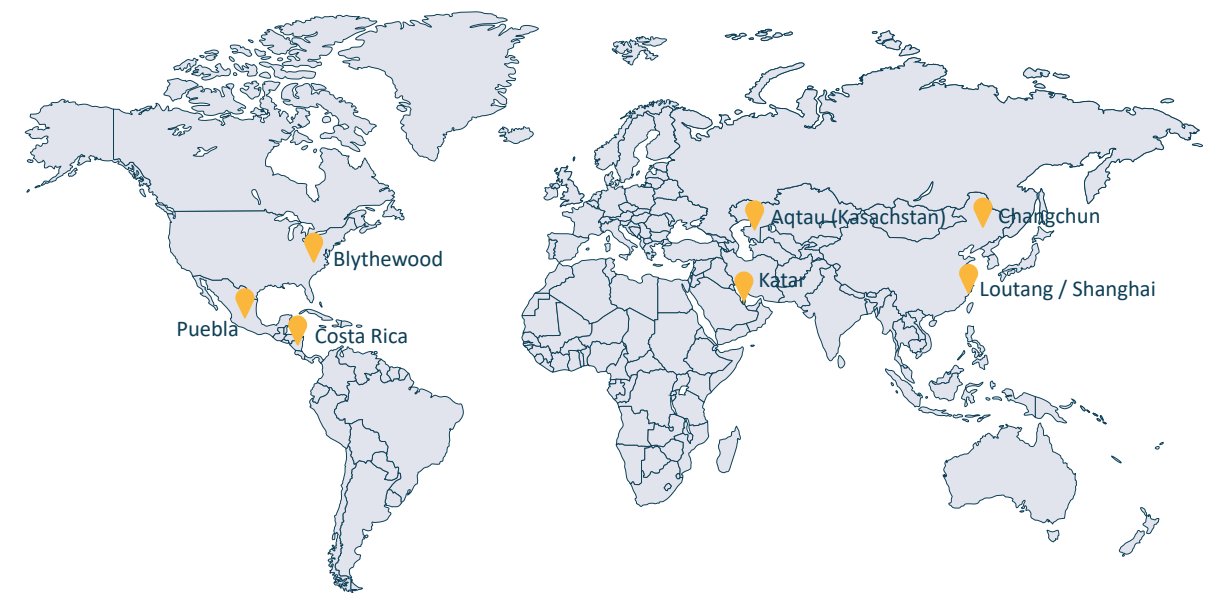 Aqtau (Kasachstan)
Changchun
Blythewood
Katar
Loutang / Shanghai
Puebla
Costa Rica